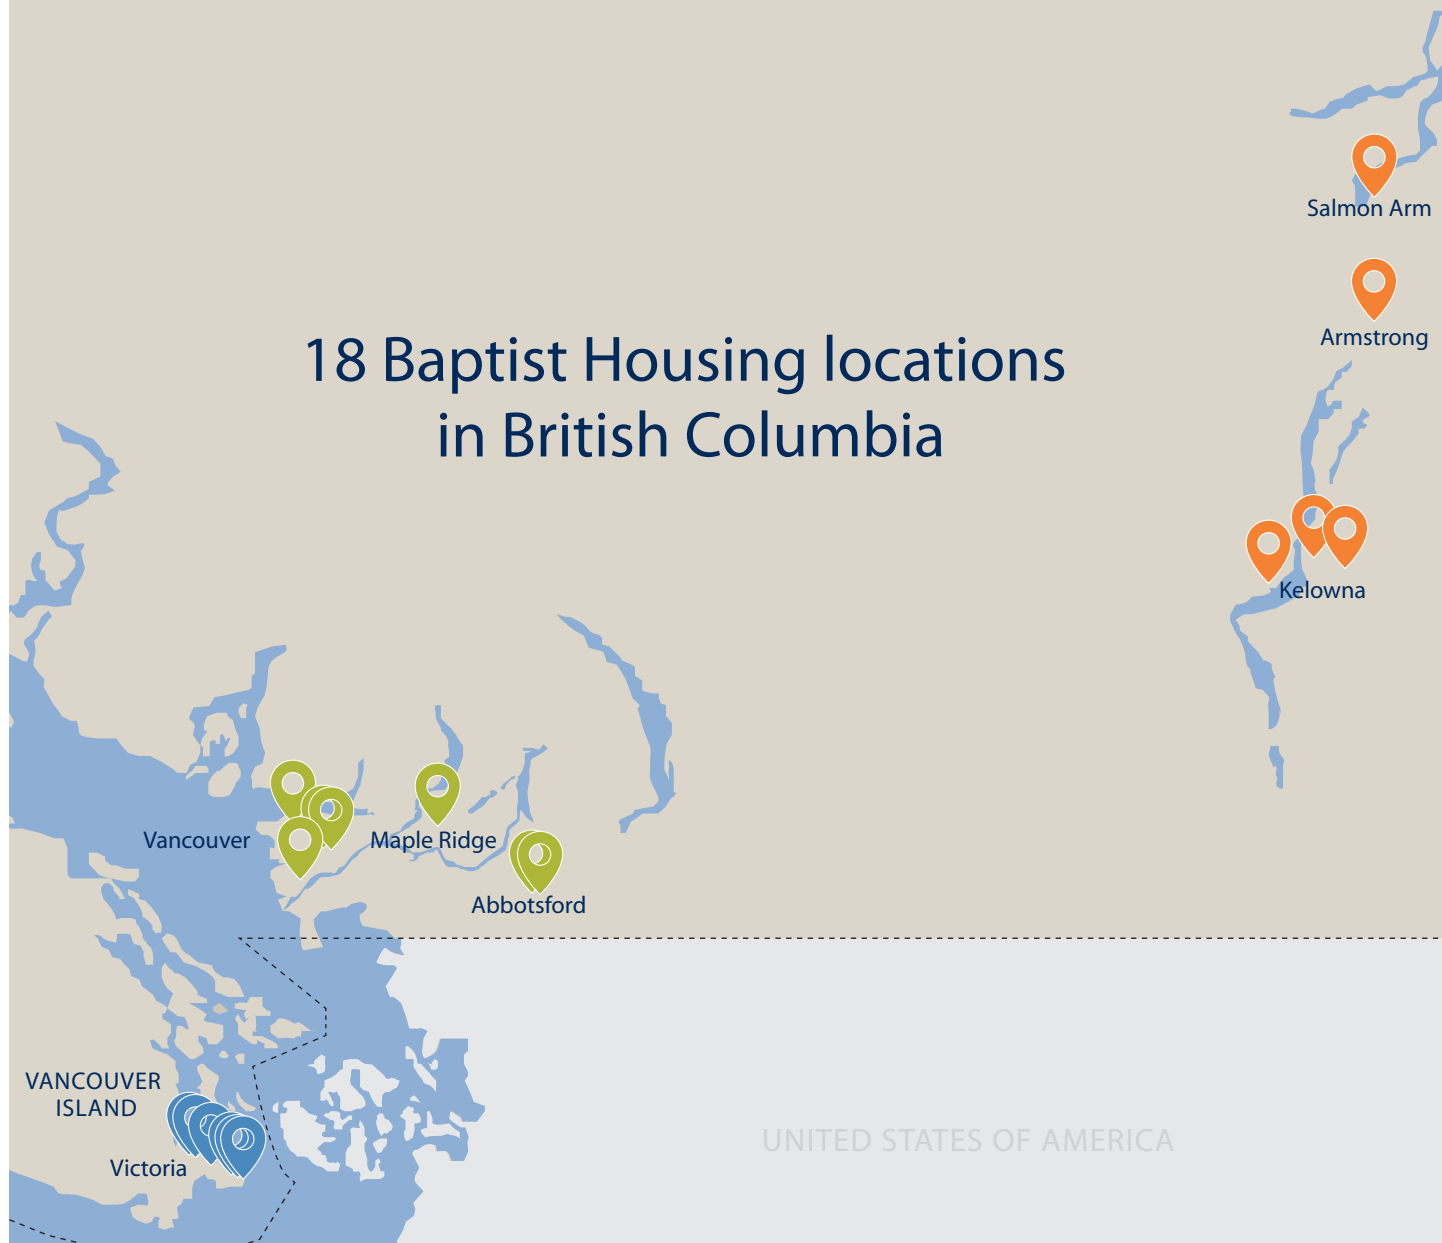 Salmon Arm
Armstrong
18 Baptist Housing locations
in British Columbia
Kelowna
Vancouver
Maple Ridge
Abbotsford
VANCOUVER
ISLAND
Victoria
UNITED STATES OF AMERICA